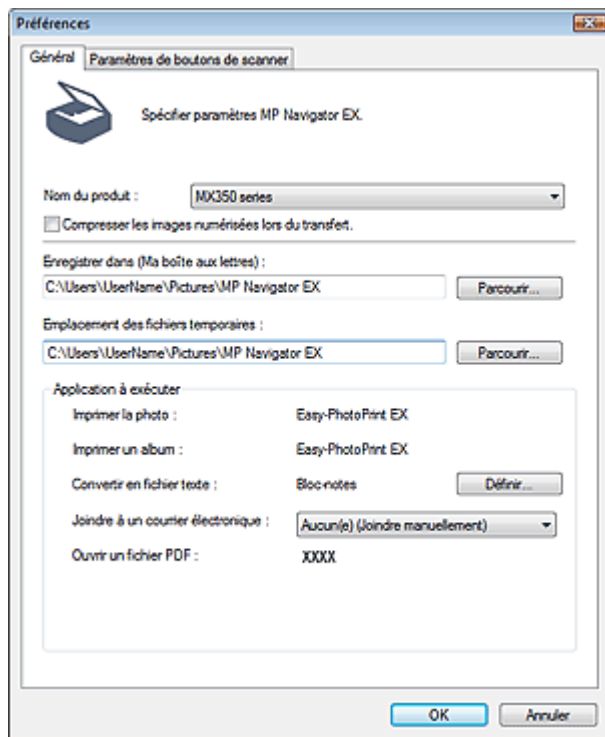 Préférences
Général Paramètres de boutons de scanner
Spécifier paramètres MP Navigator EX.
Nom du produit : MX350 series
Compresser les images numérisées lors du transfert.
Enregistrer dans (Ma boîte aux lettres) :
C:\Users\UserName\Pictures\MP Navigator EX Parcourir...
Emplacement des fichiers temporaires :
C:\Users\UserName\Pictures\MP Navigator EX Parcourir...
Application à exécuter
Imprimer la photo : Easy-PhotoPrint EX
Imprimer un album : Easy-PhotoPrint EX
Convertir en fichier texte : Bloc-notes Définir...
Joindre à un courrier électronique : Aucun(e) (Joindre manuellement)
Ouvrir un fichier PDF : XXXX
OK Annuler